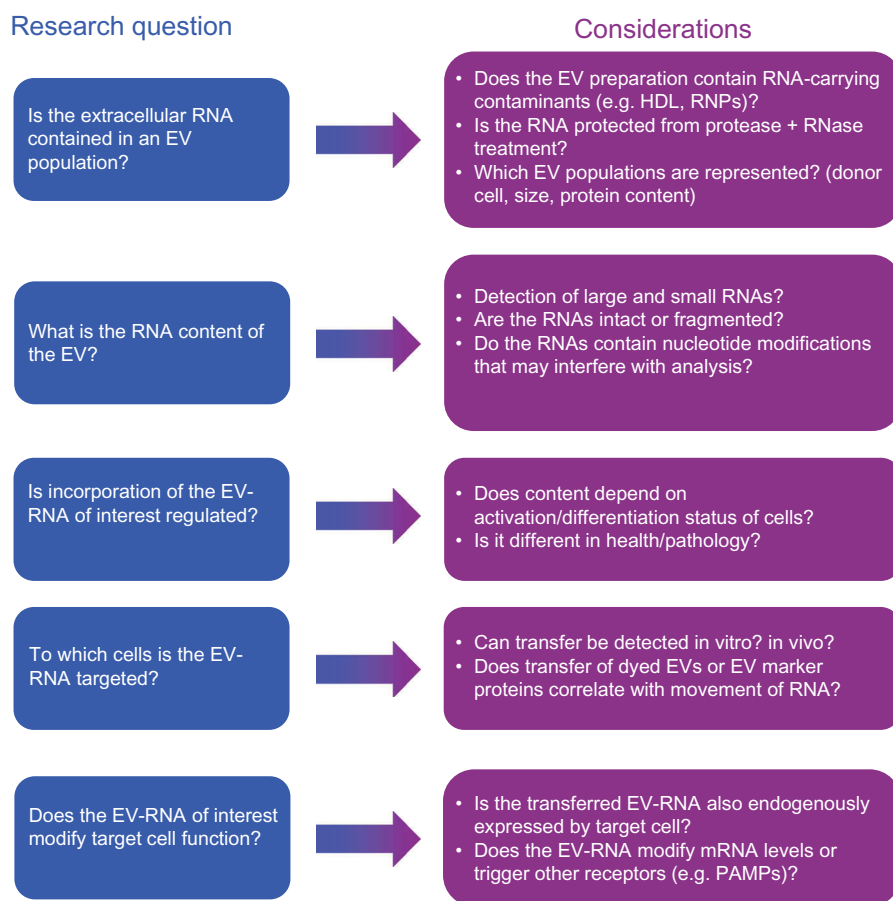 Research question
Considerations
Is the extracellular RNA
contained in an EV
population?
• Does the EV preparation contain RNA-carrying
contaminants (e.g. HDL, RNPs)?
• Is the RNA protected from protease + RNase
treatment?
• Which EV populations are represented? (donor
cell, size, protein content)
What is the RNA content of
the EV?
• Detection of large and small RNAs?
• Are the RNAs intact or fragmented?
• Do the RNAs contain nucleotide modifications
that may interfere with analysis?
Is incorporation of the EV-
RNA of interest regulated?
• Does content depend on
activation/differentiation status of cells?
• Is it different in health/pathology?
To which cells is the EV-
RNA targeted?
• Can transfer be detected in vitro? in vivo?
• Does transfer of dyed EVs or EV marker
proteins correlate with movement of RNA?
Does the EV-RNA of interest
modify target cell function?
• Is the transferred EV-RNA also endogenously
expressed by target cell?
• Does the EV-RNA modify mRNA levels or
trigger other receptors (e.g. PAMPs)?